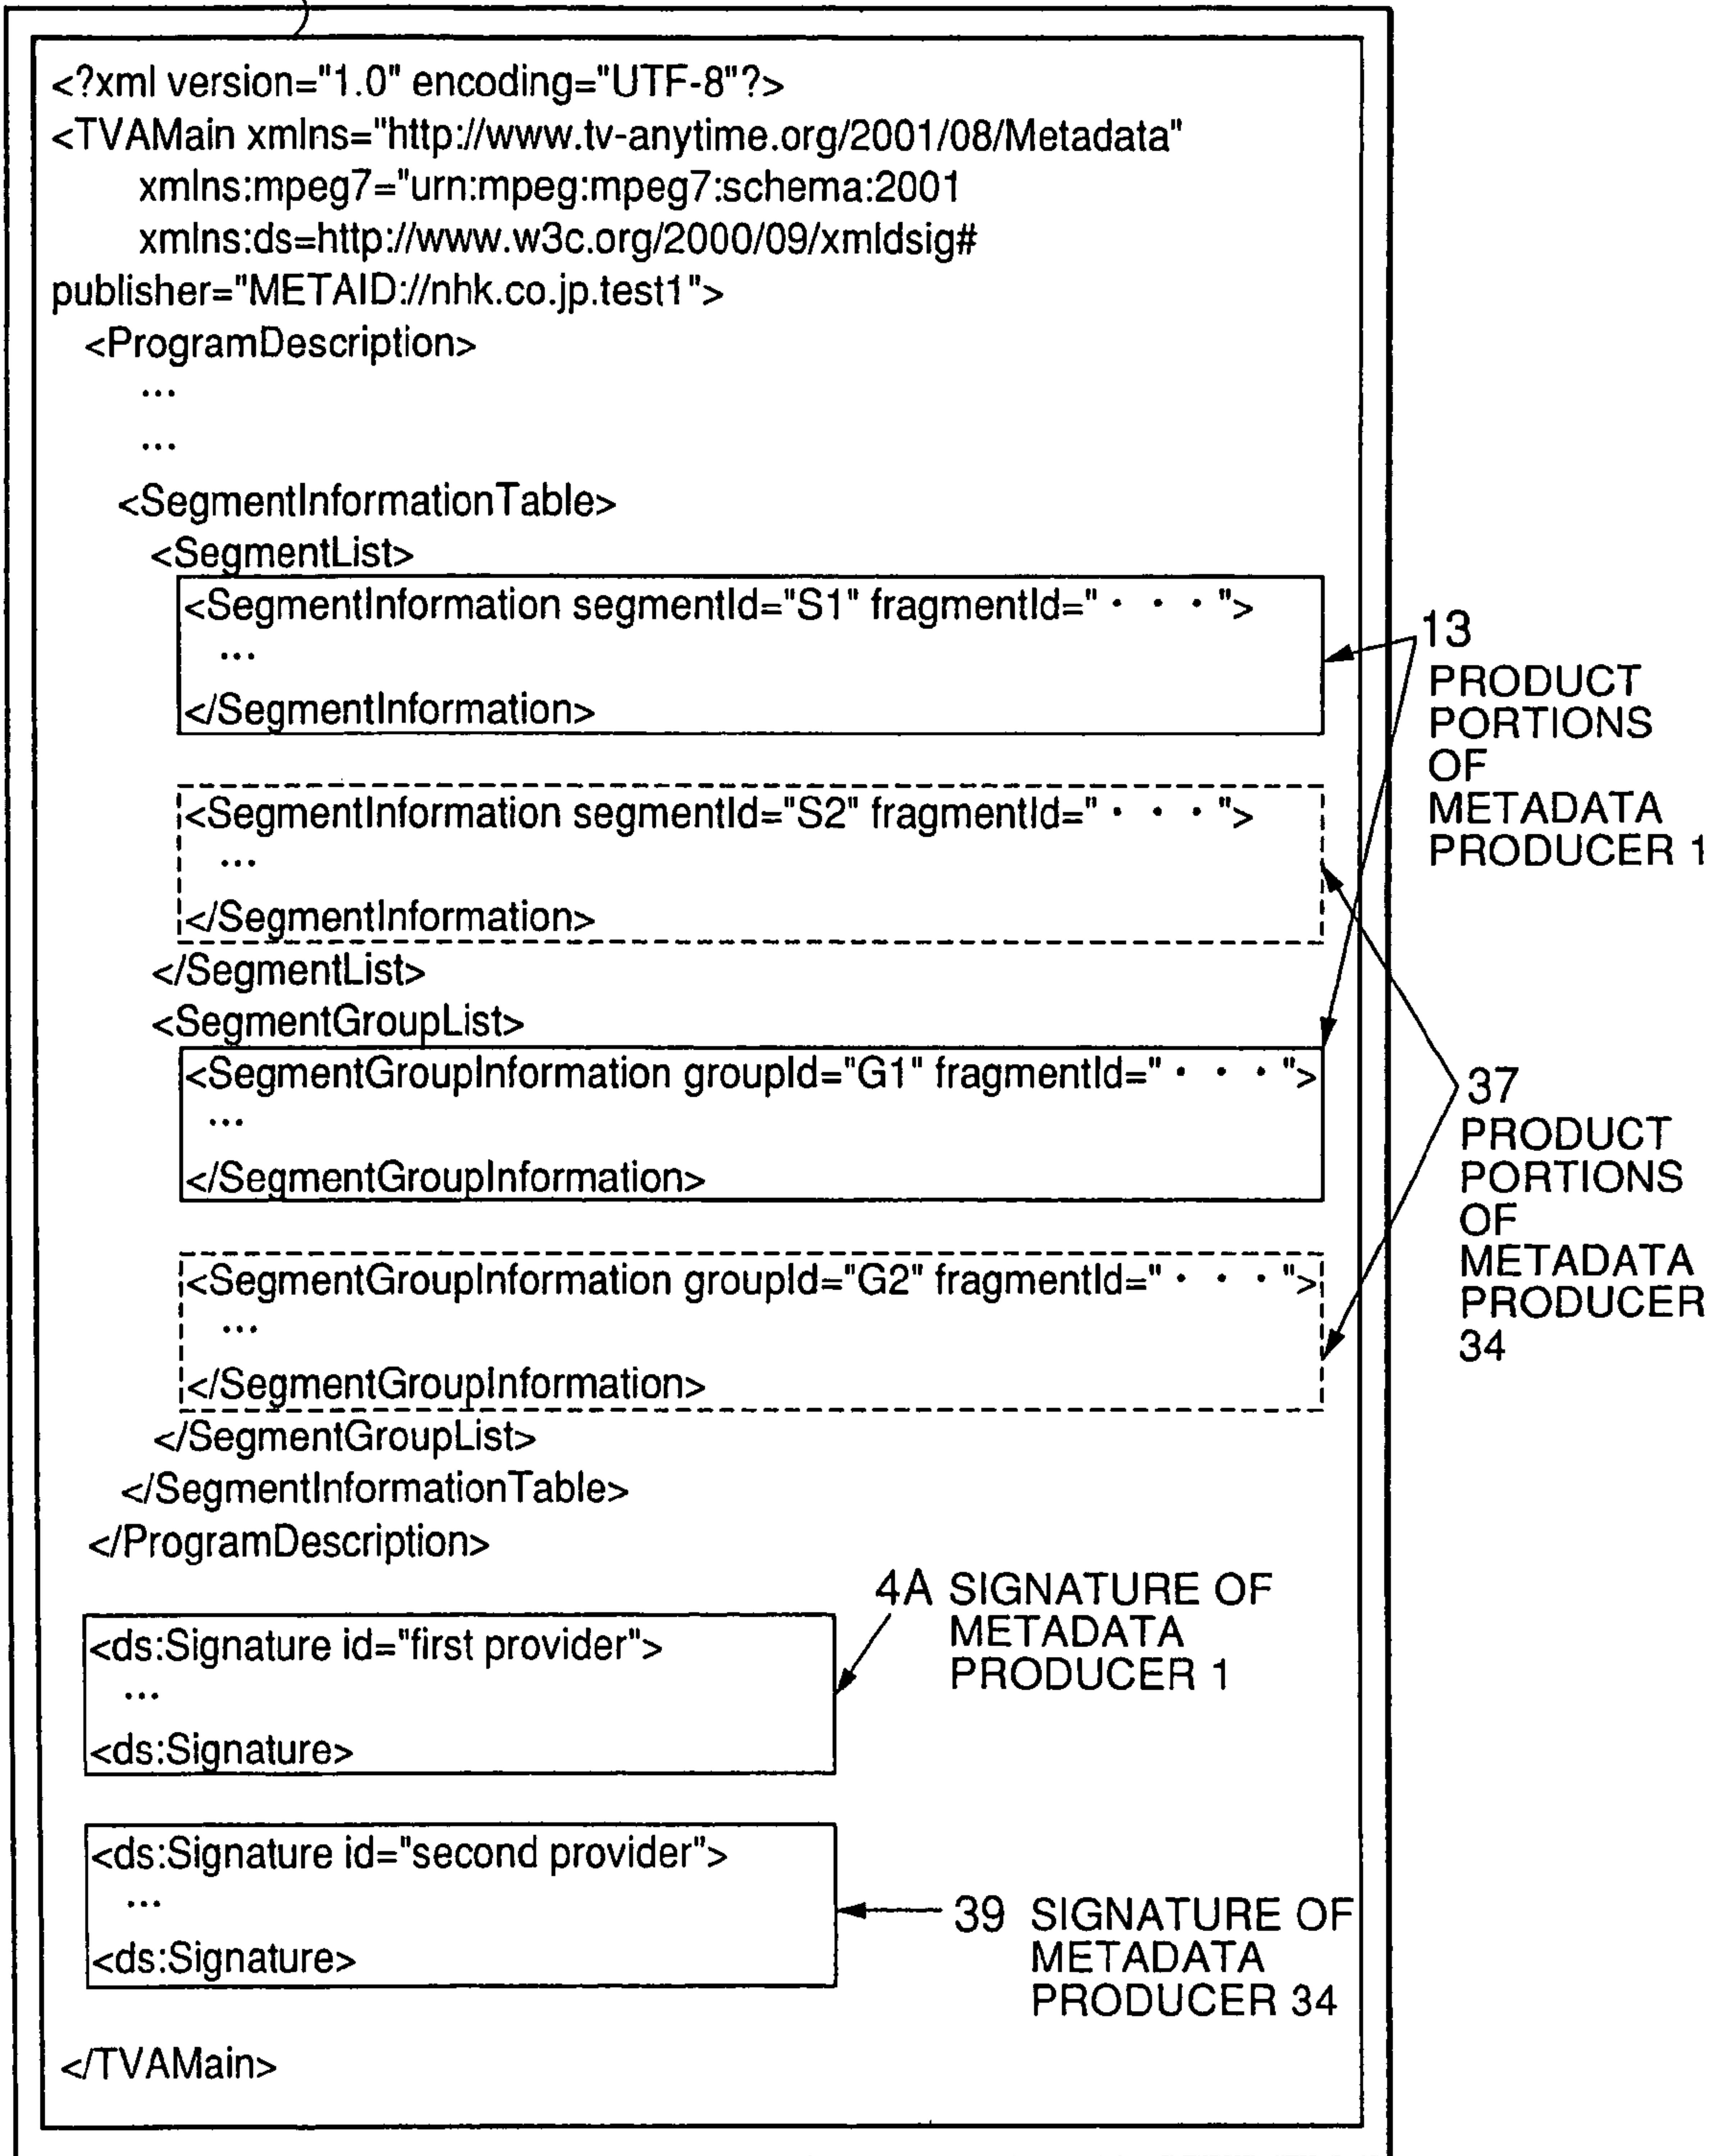 <?xml version="1.0" encoding="UTF-8"?>
<TVAMain xmlns="http://www.tv-anytime.org/2001/08/Metadata"
xmlns:mpeg7="urn:mpeg:mpeg7:schema:2001
xmlns:ds=http://www.w3c.org/2000/09/xmldsig#
publisher="METAID://nhk.co.jp.test1">
<ProgramDescription>
...
...
<SegmentInformationTable>
<SegmentList>
<SegmentInformation segmentId="S1" fragmentId="・ ・ ・">
...
</SegmentInformation>
13
PRODUCT
PORTIONS
OF
METADATA
PRODUCER 1
<SegmentInformation segmentId="S2" fragmentId="・ ・ ・">
...
</SegmentInformation>
</SegmentList>
<SegmentGroupList>
<SegmentGroupInformation groupId="G1" fragmentId="・ ・ ・">
...
</SegmentGroupInformation>
37
PRODUCT
PORTIONS
OF
METADATA
PRODUCER
34
<SegmentGroupInformation groupId="G2" fragmentId="・ ・ ・">
...
</SegmentGroupInformation>
</SegmentGroupList>
</SegmentInformationTable>
</ProgramDescription>
4A SIGNATURE OF
METADATA
PRODUCER 1
<ds:Signature id="first provider">
...
<ds:Signature>
<ds:Signature id="second provider">
...
<ds:Signature>
39 SIGNATURE OF
METADATA
PRODUCER 34
</TVAMain>